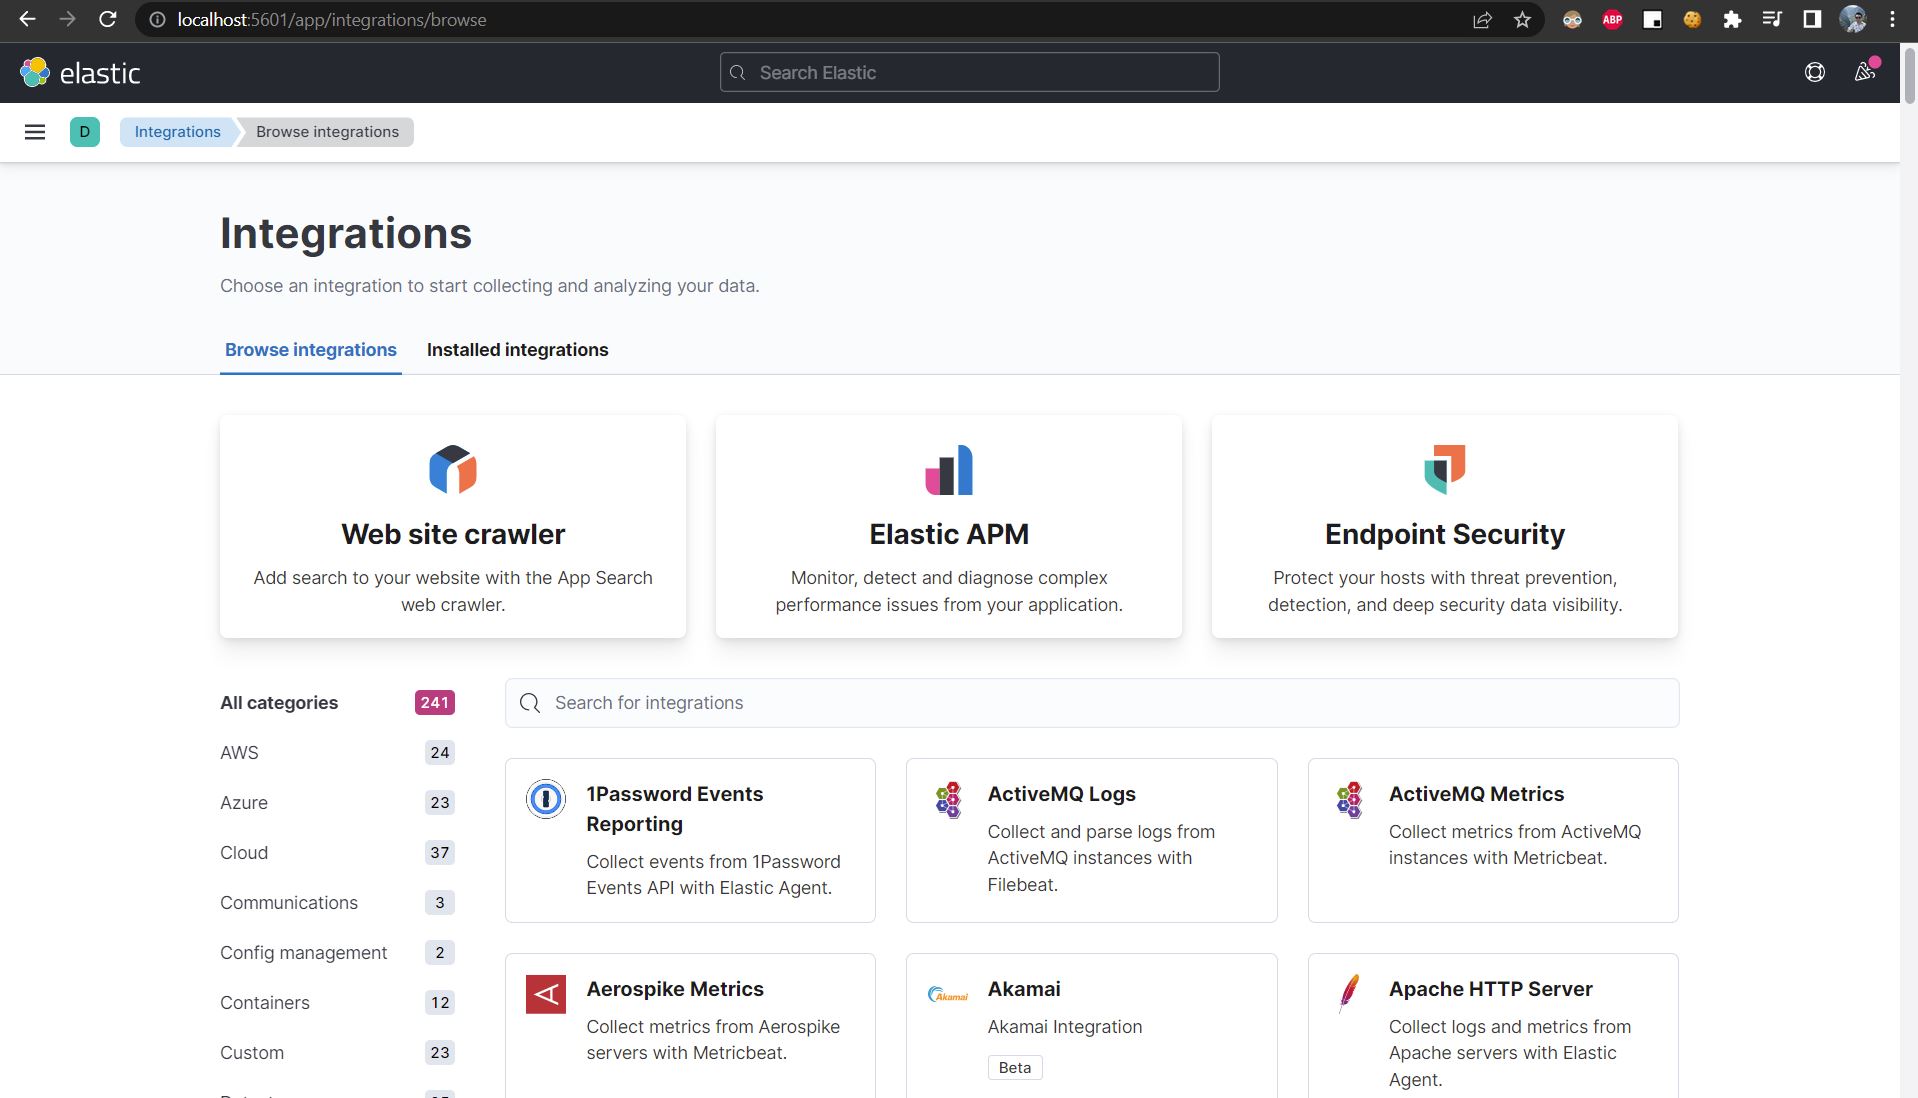 localhost:5601/app/integrations/browse
ABP
elastic
Search Elastic
D
Integrations
Browse integrations
Integrations
Choose an integration to start collecting and analyzing your data.
Browse integrations
Installed integrations
Web site crawler
Add search to your website with the App Search
web crawler.
Elastic APM
Monitor, detect and diagnose complex
performance issues from your application.
Endpoint Security
Protect your hosts with threat prevention,
detection, and deep security data visibility.
All categories 241
AWS 24
Azure 23
Cloud 37
Communications 3
Config management 2
Containers 12
Custom 23
Search for integrations
1Password Events
Reporting
Collect events from 1Password
Events API with Elastic Agent.
ActiveMQ Logs
Collect and parse logs from
ActiveMQ instances with
Filebeat.
ActiveMQ Metrics
Collect metrics from ActiveMQ
instances with Metricbeat.
Aerospike Metrics
Collect metrics from Aerospike
servers with Metricbeat.
Akamai
Akamai
Akamai Integration
Beta
Apache HTTP Server
Collect logs and metrics from
Apache servers with Elastic
Agent.